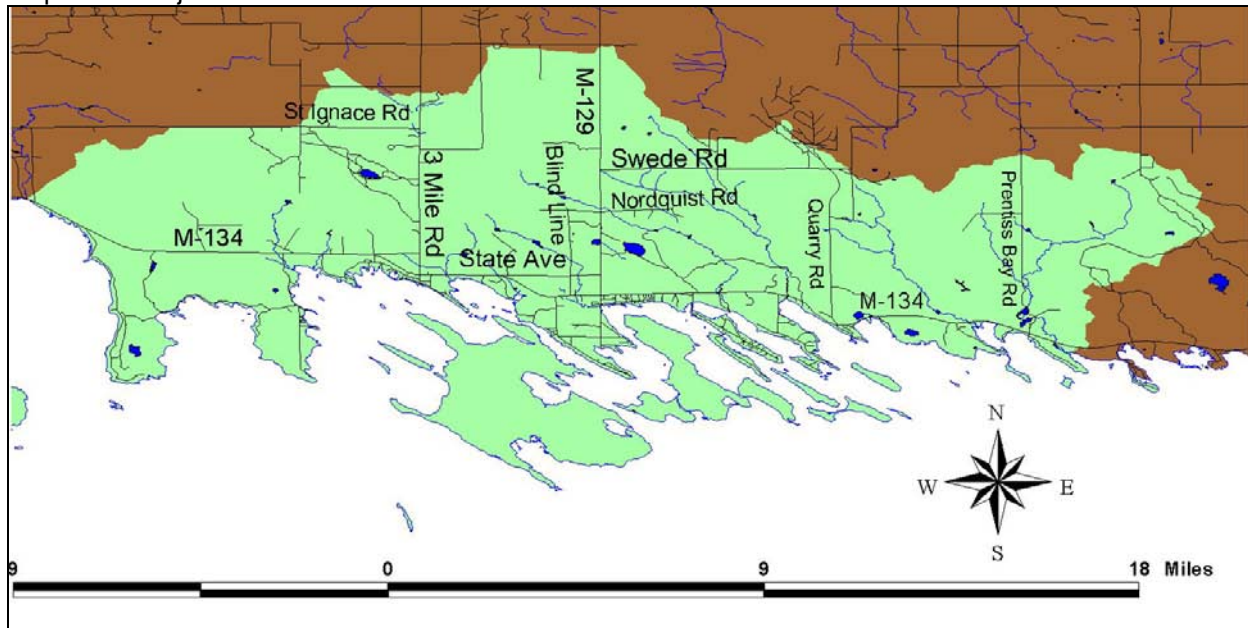 St Ignace Rd
M-129
3 Mile Rd
Blind Line
Swede Rd
Nordquist Rd
Quarry Rd
Prentiss Bay Rd
M-134
State Ave
M-134
N
W E
S
9 0 9 18 Miles